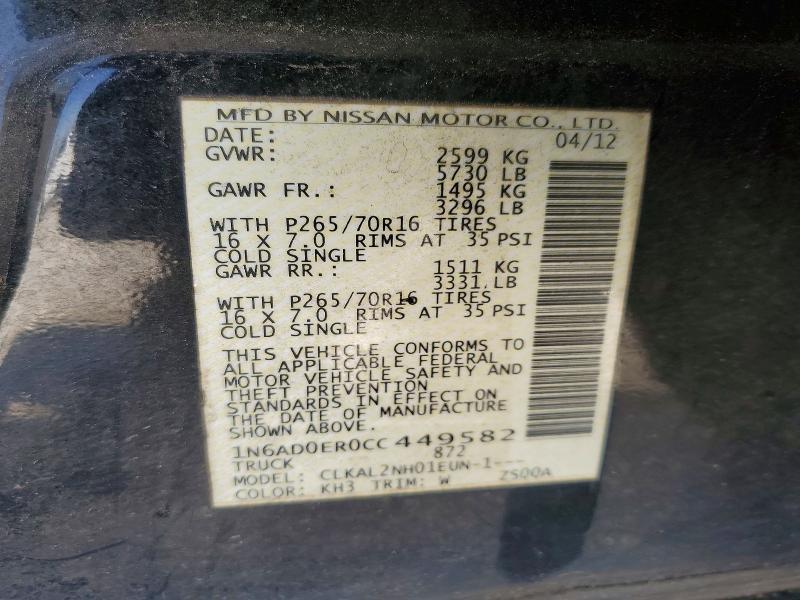 MFD BY NISSAN MOTOR CO., LTD.
DATE: 04/12
GVWR: 2599 KG
5730 LB
GAWR FR.: 1495 KG
3296 LB
WITH P265/70R16 TIRES
16 X 7.0 RIMS AT 35 PSI
COLD SINGLE
GAWR RR.: 1511 KG
3331 LB
WITH P265/70R16 TIRES
16 X 7.0 RIMS AT 35 PSI
COLD SINGLE
THIS VEHICLE CONFORMS TO
ALL APPLICABLE FEDERAL
MOTOR VEHICLE SAFETY AND
THEFT PREVENTION
STANDARDS IN EFFECT ON
THE DATE OF MANUFACTURE
SHOWN ABOVE.
1N6AD0ER0CC 449582
TRUCK 872
MODEL: CLKAL2NH01EUN-I---
COLOR: KH3 TRIM: W ZS00A